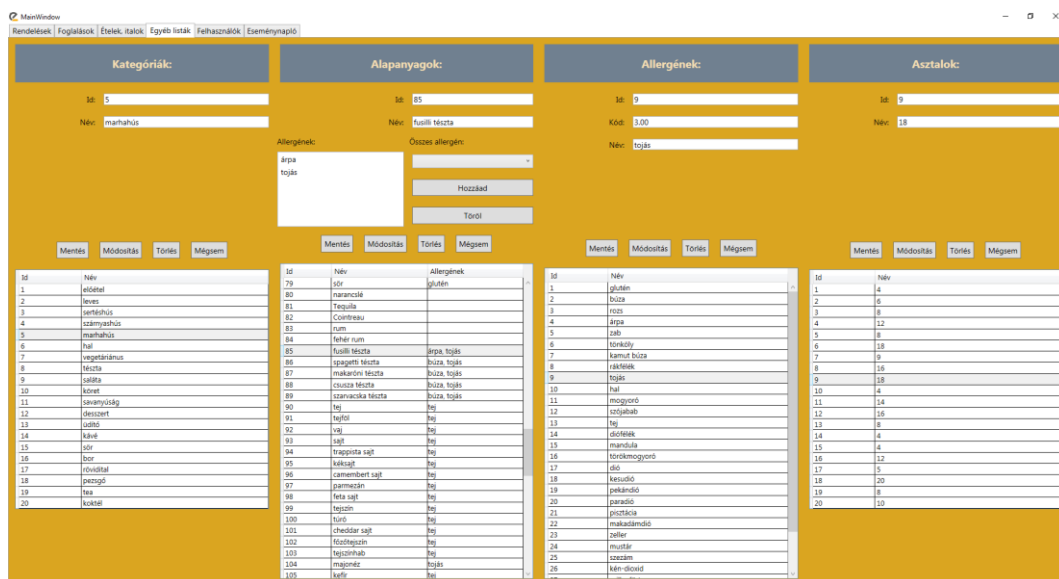 MainWindow
Rendelések Foglalások Ételek, italok Egyéb listák Felhasználók Eseménynapló
Kategóriák:
Id: 5
Név: marhahús
Mentés Módosítás Törlés Mégsem
Id Név
1 előétel
2 leves
3 sertéshús
4 szárnyashús
5 marhahús
6 hal
7 vegetáriánus
8 tészta
9 saláta
10 köret
11 savanyúság
12 desszert
13 üdítő
14 kávé
15 sör
16 bor
17 rövidital
18 pezsgő
19 tea
20 koktél
Alapanyagok:
Id: 85
Név: fusilli tészta
Allergének: Összes allergén:
árpa
tojás
Hozzáad
Töröl
Mentés Módosítás Törlés Mégsem
Id Név Allergének
79 sör glutén
80 narancslé
81 Tequila
82 Cointreau
83 rum
84 fehér rum
85 fusilli tészta árpa, tojás
86 spagetti tészta búza, tojás
87 makaróni tészta búza, tojás
88 csusza tészta búza, tojás
89 szarvacska tészta búza, tojás
90 tej tej
91 tejföl tej
92 vaj tej
93 sajt tej
94 trappista sajt tej
95 kéksajt tej
96 camembert sajt tej
97 parmezán tej
98 feta sajt tej
99 tejszín tej
100 túró tej
101 cheddar sajt tej
102 főzőtejszín tej
103 tejszínhab tej
104 majonéz tojás
105 kefir tej
Allergének:
Id: 9
Kód: 3.00
Név: tojás
Mentés Módosítás Törlés Mégsem
Id Név
1 glutén
2 búza
3 rozs
4 árpa
5 zab
6 tönköly
7 kamut búza
8 rákfélék
9 tojás
10 hal
11 mogyoró
12 szójabab
13 tej
14 diófélék
15 mandula
16 törökmogyoró
17 dió
18 kesudió
19 pekándió
20 paradió
21 pisztácia
22 makadámdió
23 zeller
24 mustár
25 szezám
26 kén-dioxid
Asztalok:
Id: 9
Név: 18
Mentés Módosítás Törlés Mégsem
Id Név
1 4
2 6
3 8
4 12
5 8
6 18
7 9
8 16
9 18
10 4
11 14
12 16
13 8
14 4
15 4
16 12
17 5
18 20
19 8
20 10